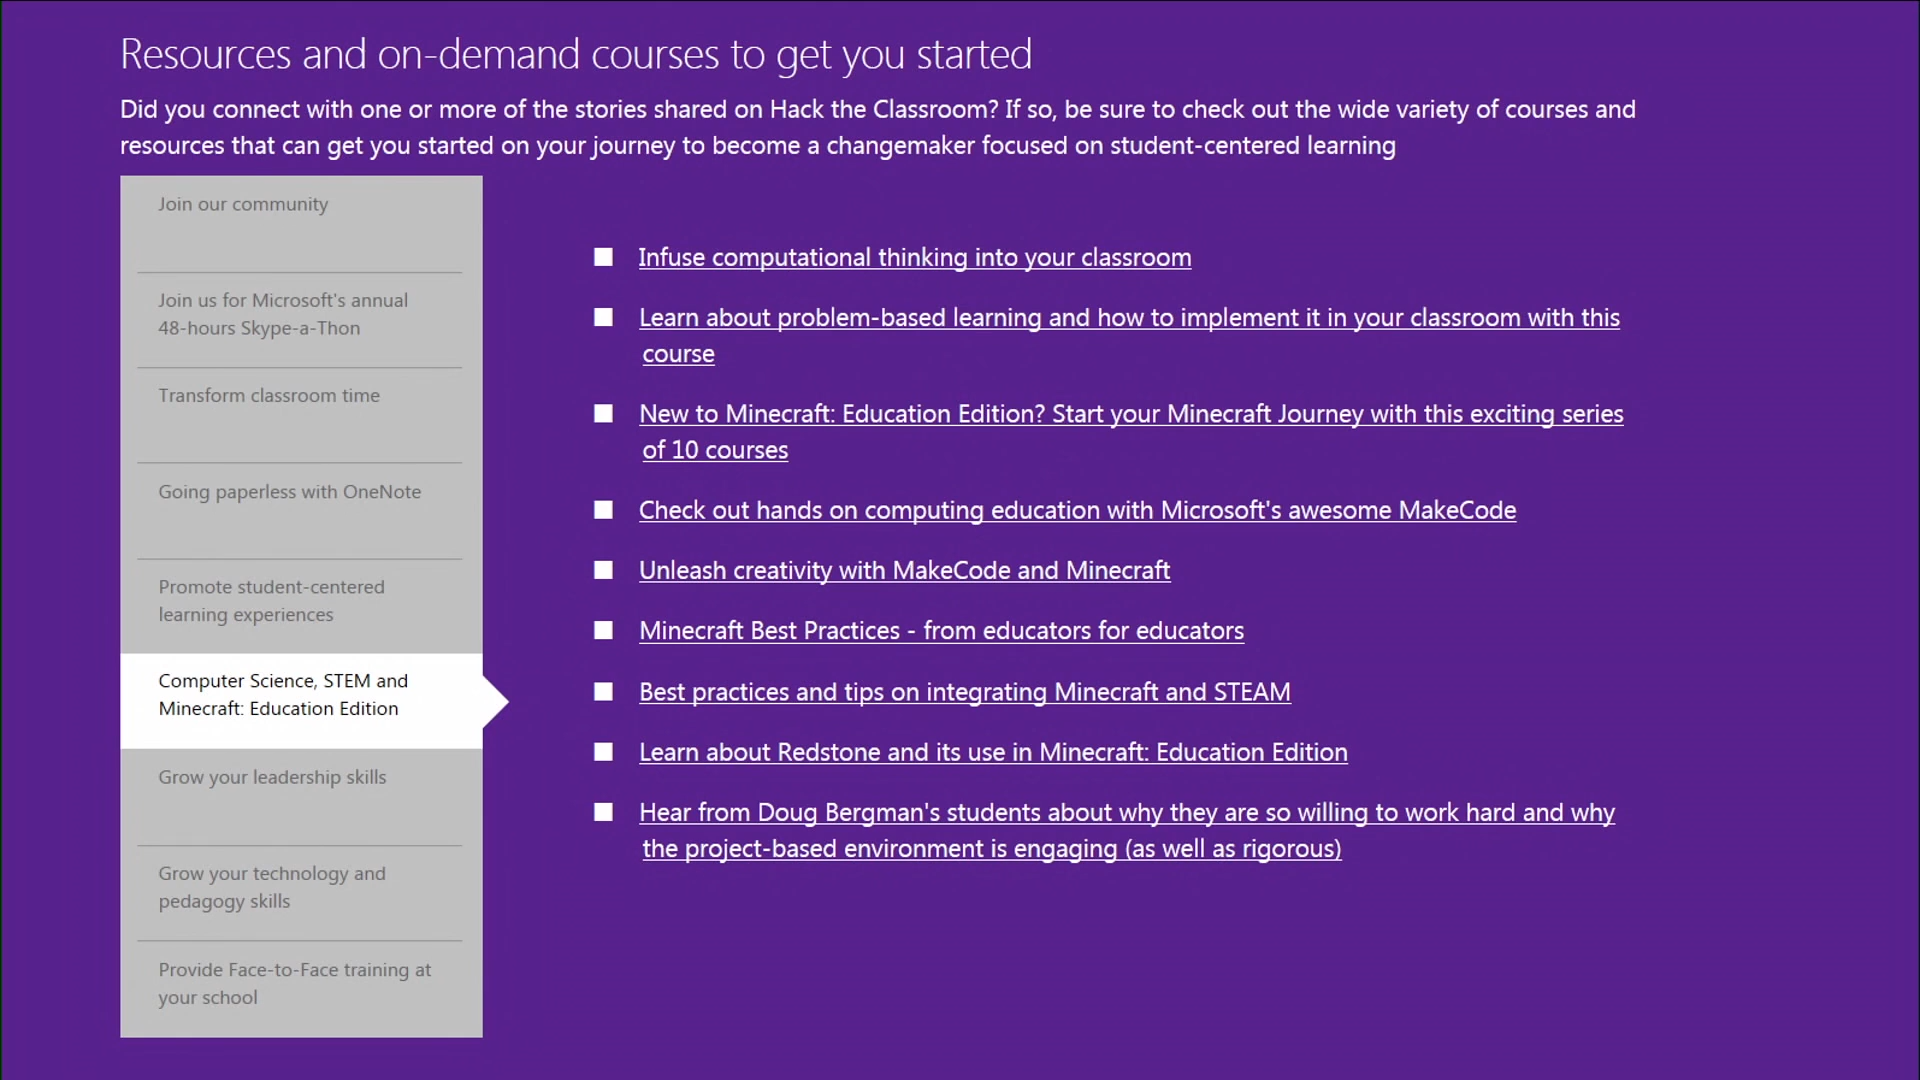 Resources and on-demand courses to get you started
Did you connect with one or more of the stories shared on Hack the Classroom? If so, be sure to check out the wide variety of courses and
resources that can get you started on your journey to become a changemaker focused on student-centered learning
Join our community
Join us for Microsoft's annual
48-hours Skype-a-Thon
Transform classroom time
Going paperless with OneNote
Promote student-centered
learning experiences
Computer Science, STEM and
Minecraft: Education Edition
Grow your leadership skills
Grow your technology and
pedagogy skills
Provide Face-to-Face training at
your school
Infuse computational thinking into your classroom
Learn about problem-based learning and how to implement it in your classroom with this
course
New to Minecraft: Education Edition? Start your Minecraft Journey with this exciting series
of 10 courses
Check out hands on computing education with Microsoft's awesome MakeCode
Unleash creativity with MakeCode and Minecraft
Minecraft Best Practices - from educators for educators
Best practices and tips on integrating Minecraft and STEAM
Learn about Redstone and its use in Minecraft: Education Edition
Hear from Doug Bergman's students about why they are so willing to work hard and why
the project-based environment is engaging (as well as rigorous)